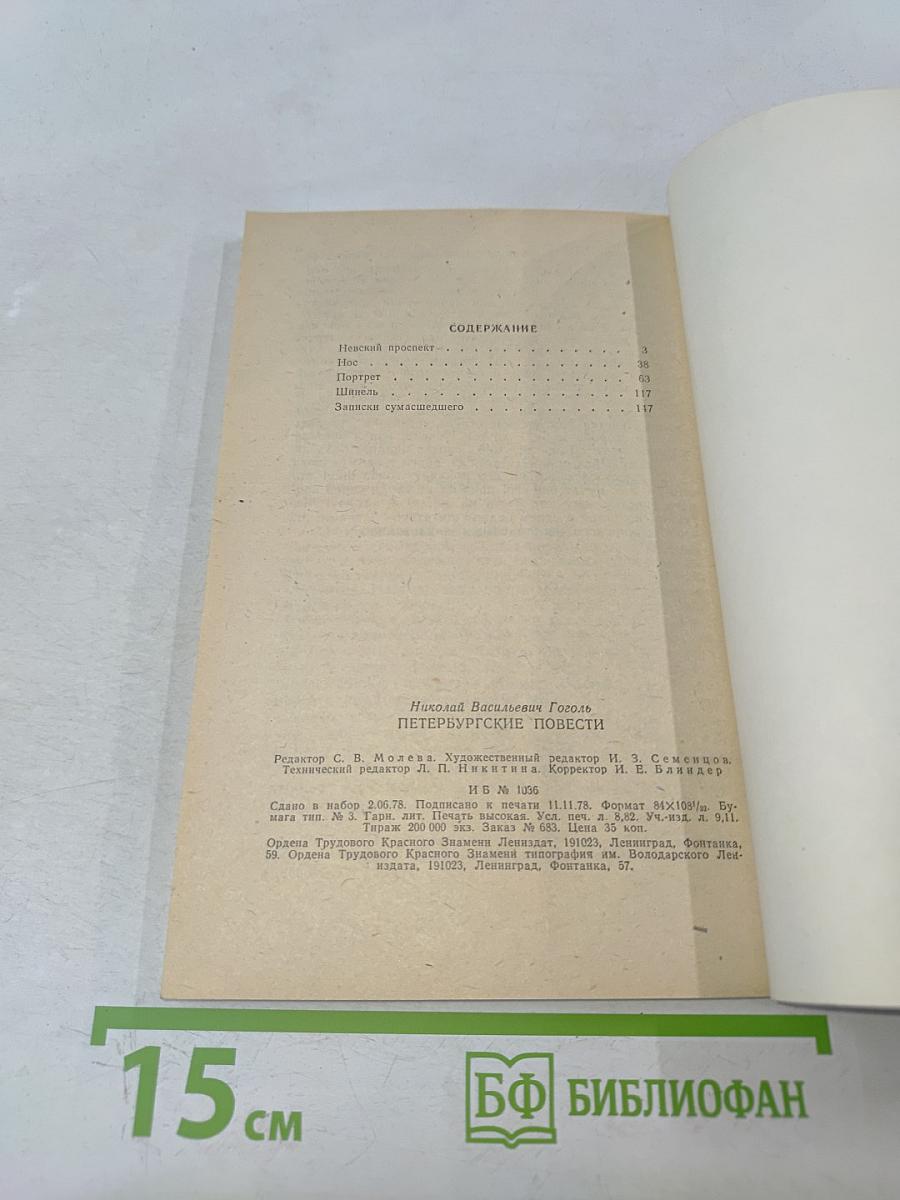 СОДЕРЖАНИЕ
Невский проспект . . . . . . . . . . . . . 3
Нос . . . . . . . . . . . . . . . . . . 38
Портрет . . . . . . . . . . . . . . . . 63
Шинель . . . . . . . . . . . . . . . . 117
Записки сумасшедшего . . . . . . . . . . . 147
Николай Васильевич Гоголь
ПЕТЕРБУРГСКИЕ ПОВЕСТИ
Редактор С. В. Молева. Художественный редактор И. З. Семенцов.
Технический редактор Л. П. Никитина. Корректор И. Е. Блиндер
ИБ № 1036
Сдано в набор 2.06.78. Подписано к печати 11.11.78. Формат 84×108¹/₃₂. Бу-
мага тип. № 3. Гарн. лит. Печать высокая. Усл. печ. л. 8,82. Уч.-изд. л. 9,11.
Тираж 200 000 экз. Заказ № 683. Цена 35 коп.
Ордена Трудового Красного Знамени Лениздат, 191023, Ленинград, Фонтанка,
59. Ордена Трудового Красного Знамени типография им. Володарского Лен-
издата, 191023, Ленинград, Фонтанка, 57.
15 см
БФ БИБЛИОФАН